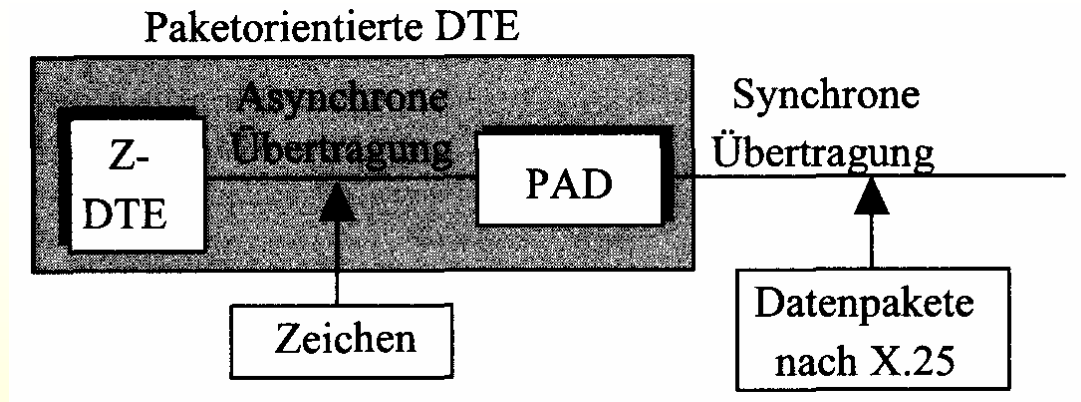 Paketorientierte DTE
Asynchrone
Übertragung
Z-
DTE
PAD
Synchrone
Übertragung
Zeichen
Datenpakete
nach X.25